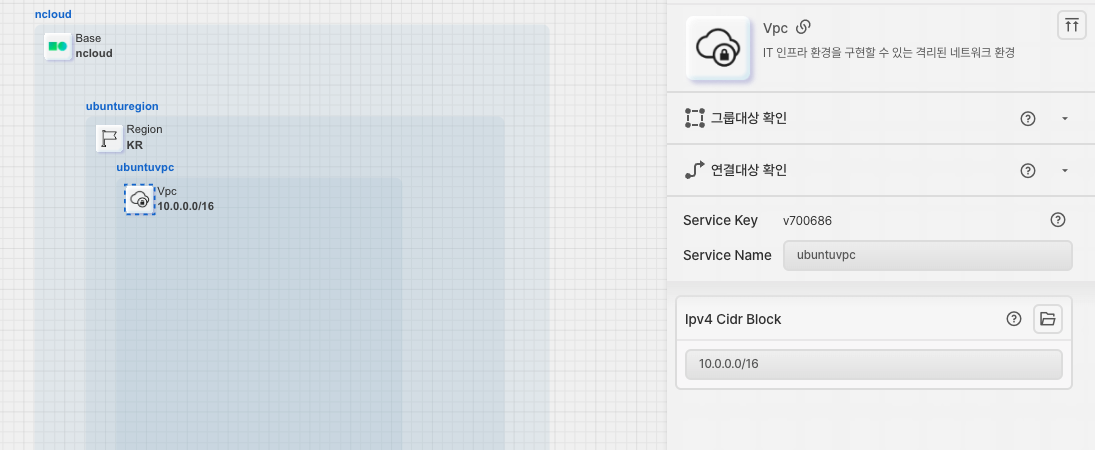 ncloud
Base
ncloud
ubunturegion
Region
KR
ubuntuvpc
Vpc
10.0.0.0/16
Vpc
IT 인프라 환경을 구현할 수 있는 격리된 네트워크 환경
그룹대상 확인
연결대상 확인
Service Key v700686
Service Name ubuntuvpc
Ipv4 Cidr Block
10.0.0.0/16